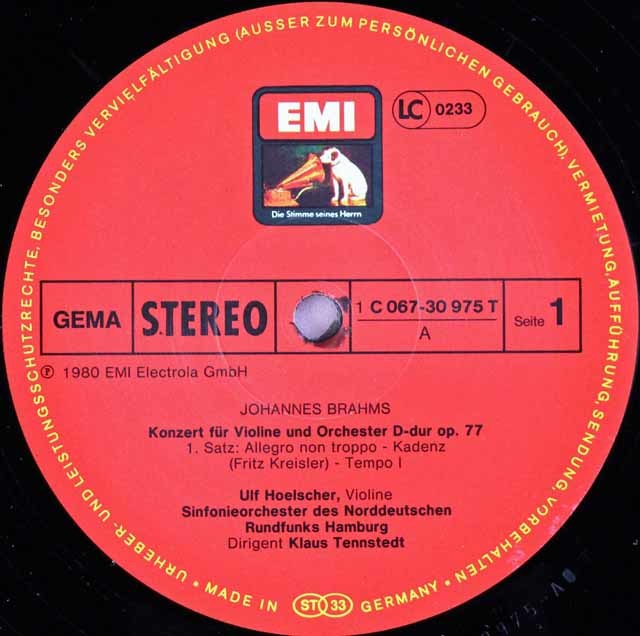 URHEBER- UND LEISTUNGSSCHUTZRECHTE, BESONDERS VERVIELFÄLTIGUNG (AUSSER ZUM PERSÖNLICHEN GEBRAUCH), VERMIETUNG, AUFFÜHRUNG, SENDUNG, VORBEHALTEN
EMI
Die Stimme seines Herrn
LC 0233
GEMA
STEREO
1 C 067-30 975 T
A
Seite 1
℗ 1980 EMI Electrola GmbH
JOHANNES BRAHMS
Konzert für Violine und Orchester D-dur op. 77
1. Satz: Allegro non troppo - Kadenz
(Fritz Kreisler) - Tempo I
Ulf Hoelscher, Violine
Sinfonieorchester des Norddeutschen
Rundfunks Hamburg
Dirigent Klaus Tennstedt
• MADE IN ST 33 GERMANY •